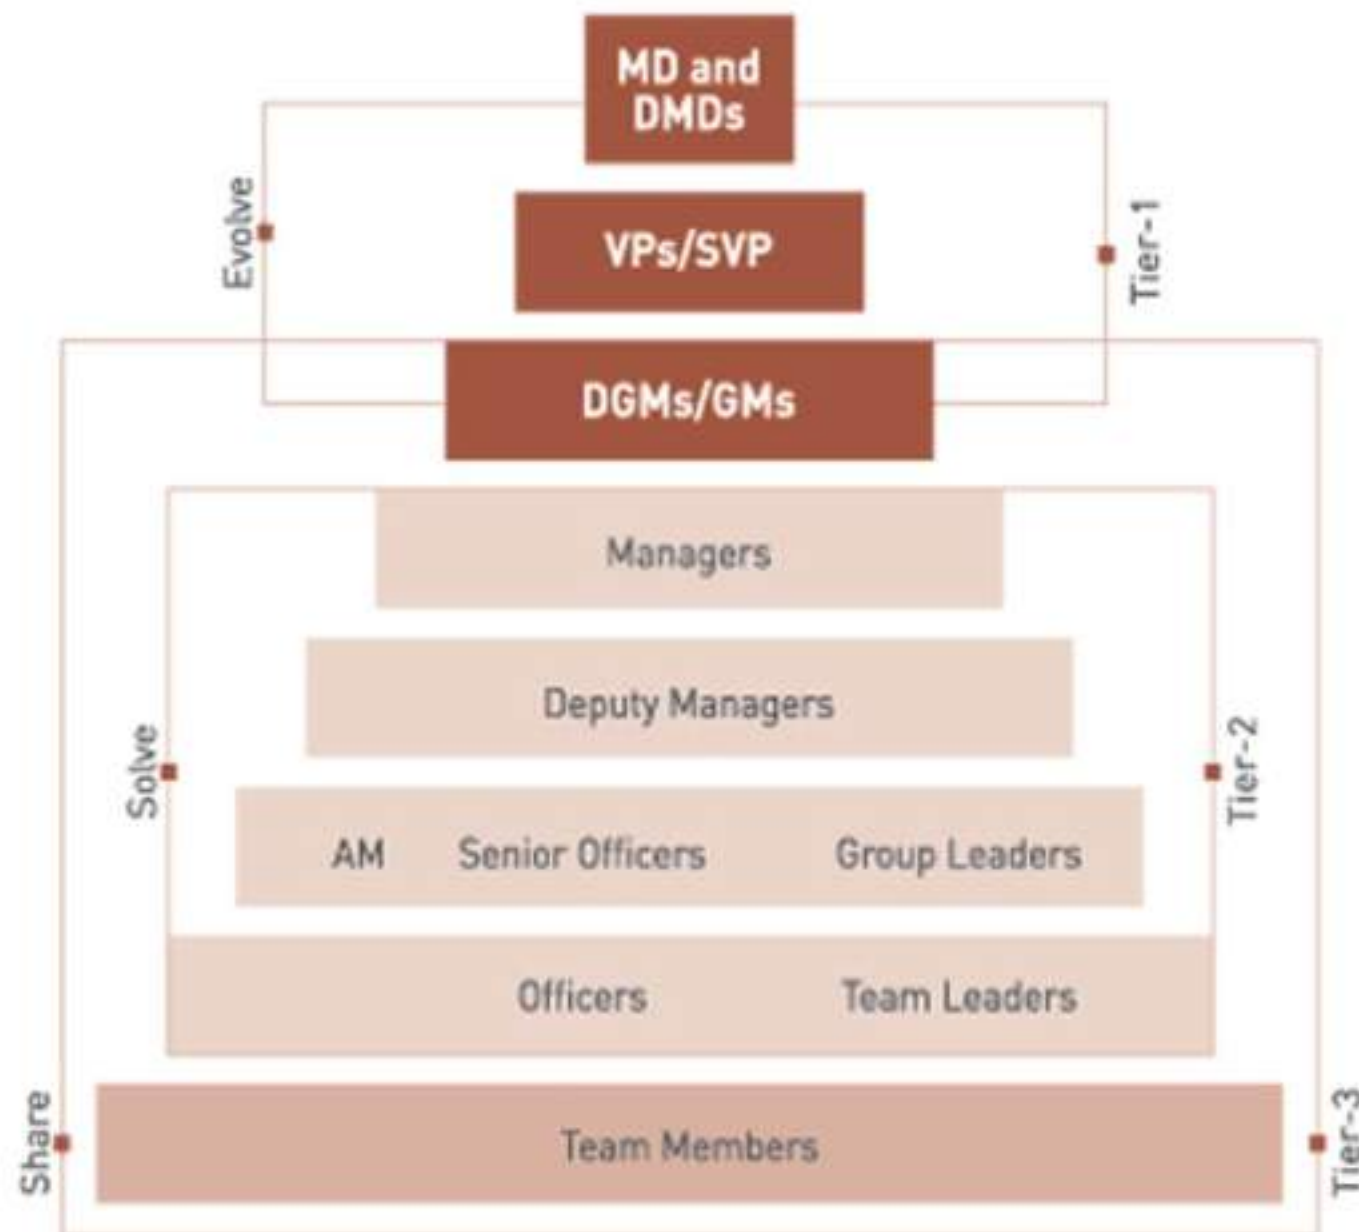 MD and
DMDs
Evolve
Tier-1
VPs/SVP
DGMs/GMs
Managers
Deputy Managers
Solve
Tier-2
AM Senior Officers Group Leaders
Officers Team Leaders
Share
Tier-3
Team Members